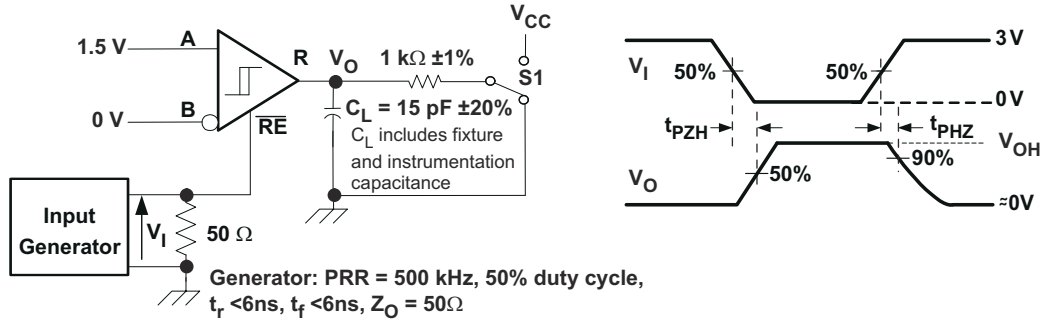 V_CC
1.5 V A
R V_O 1 kΩ ±1% S1
0 V B
R̅E̅
C_L = 15 pF ±20%
C_L includes fixture
and instrumentation
capacitance
Input
Generator
V_I
50 Ω
Generator: PRR = 500 kHz, 50% duty cycle,
t_r <6ns, t_f <6ns, Z_O = 50Ω
3 V
V_I 50% 50%
0 V
t_PZH t_PHZ
V_OH
90%
V_O 50%
≈0V